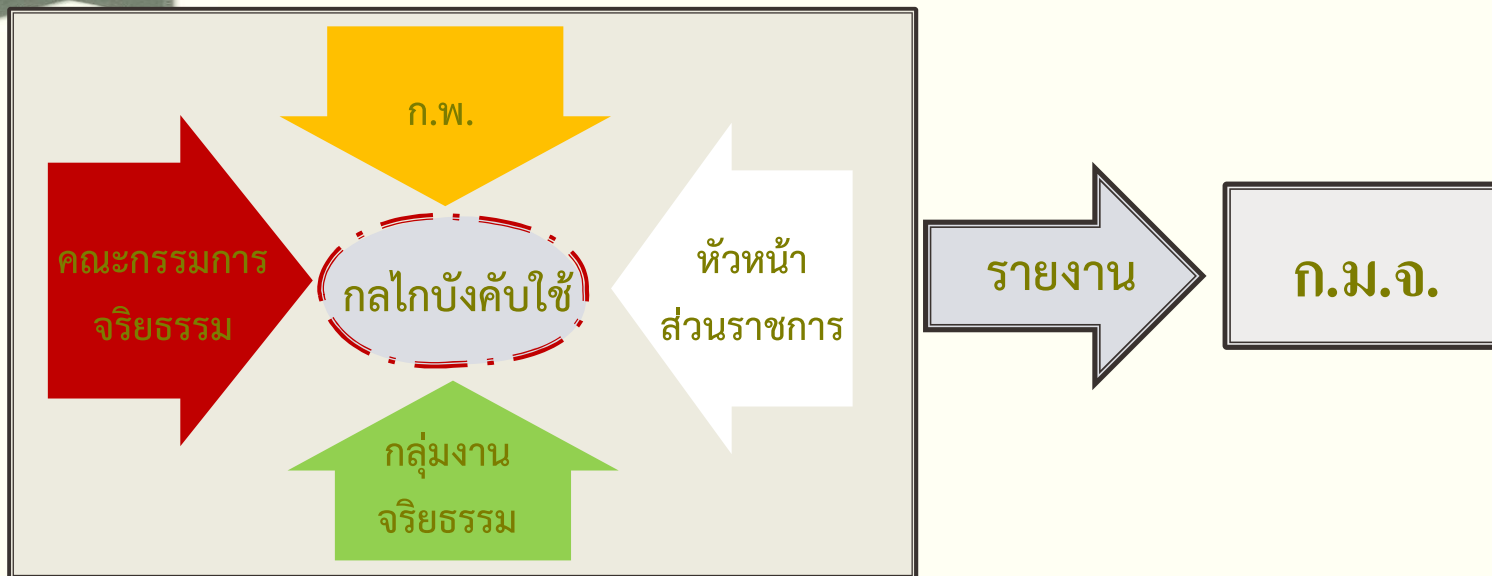 ก.พ.
คณะกรรมการ
จริยธรรม
กลไกบังคับใช้
หัวหน้า
ส่วนราชการ
กลุ่มงาน
จริยธรรม
รายงาน
ก.ม.จ.